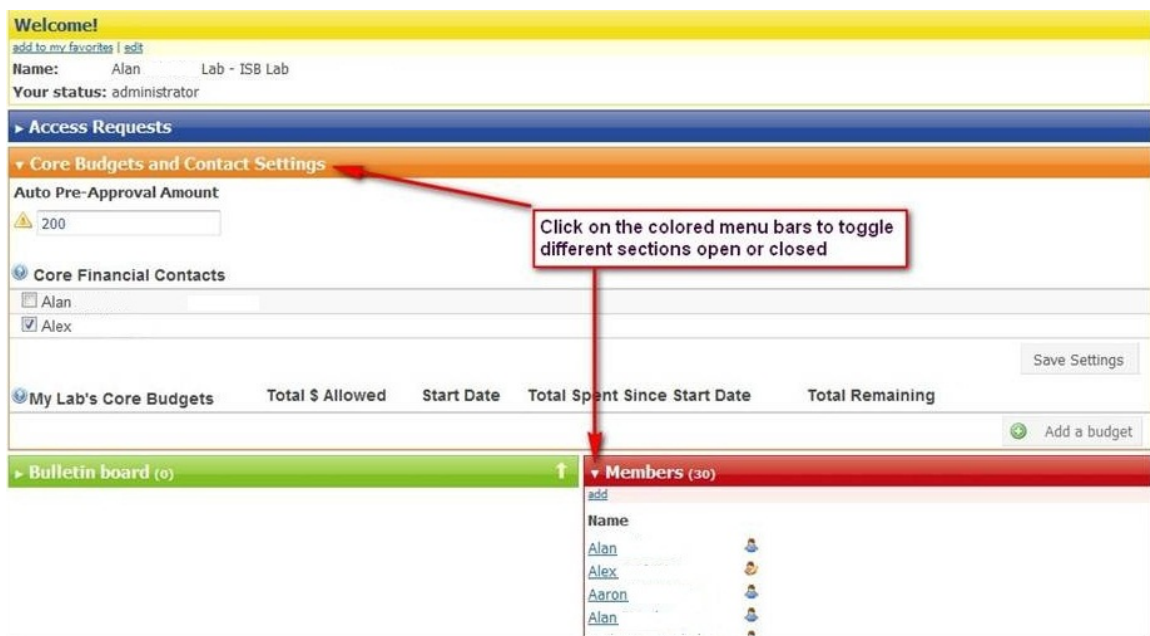 Welcome!
add to my favorites | edit
Name: Alan Lab - ISB Lab
Your status: administrator
▸ Access Requests
▾ Core Budgets and Contact Settings
Auto Pre-Approval Amount
200
Click on the colored menu bars to toggle
different sections open or closed
Core Financial Contacts
Alan
Alex
Save Settings
My Lab's Core Budgets Total $ Allowed Start Date Total Spent Since Start Date Total Remaining
Add a budget
▸ Bulletin board (0)
▾ Members (30)
add
Name
Alan
Alex
Aaron
Alan